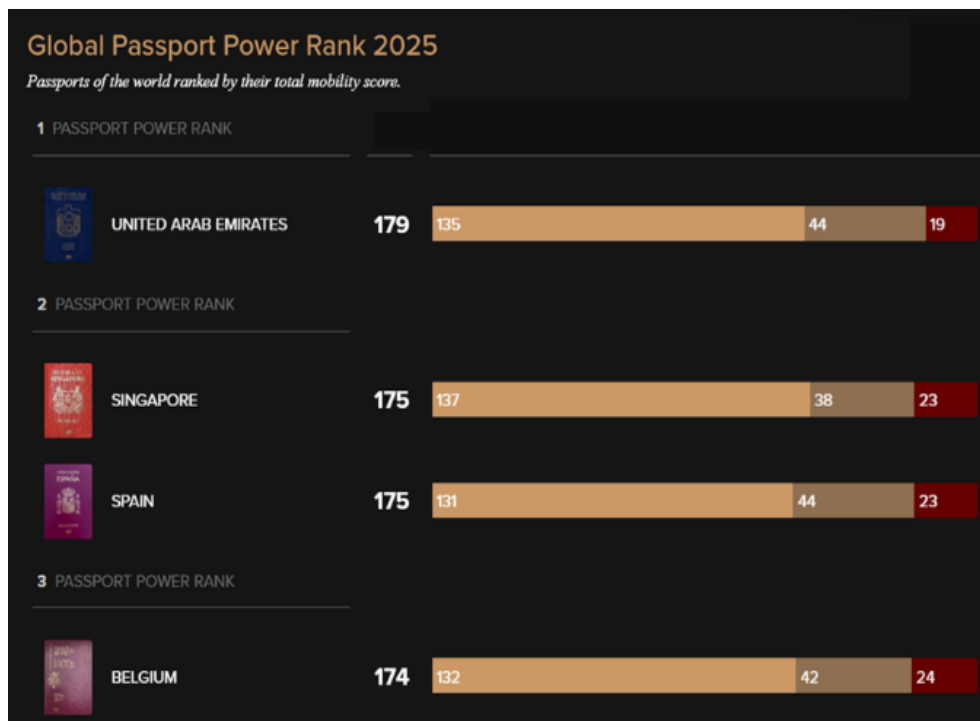 Global Passport Power Rank 2025
Passports of the world ranked by their total mobility score.
1 PASSPORT POWER RANK
UNITED ARAB EMIRATES 179 135 44 19
2 PASSPORT POWER RANK
SINGAPORE 175 137 38 23
ESPAÑA
SPAIN 175 131 44 23
3 PASSPORT POWER RANK
BELGIUM 174 132 42 24